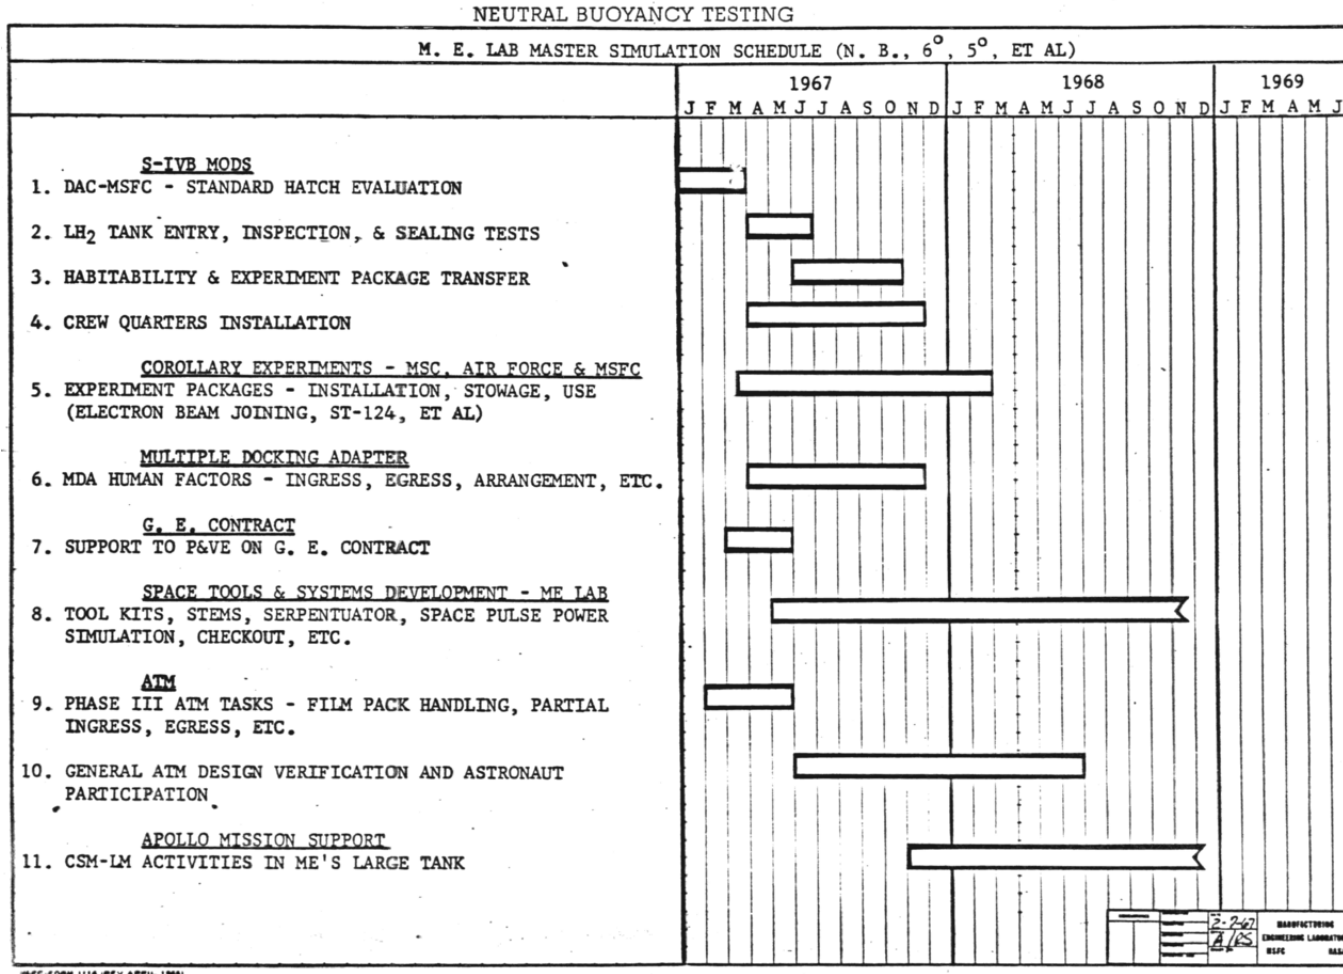 NEUTRAL BUOYANCY TESTING
M. E. LAB MASTER SIMULATION SCHEDULE (N. B., 6°, 5°, ET AL)
1967 1968 1969
J F M A M J J A S O N D J F M A M J J A S O N D J F M A M J
S-IVB MODS
1. DAC-MSFC - STANDARD HATCH EVALUATION
2. LH2 TANK ENTRY, INSPECTION, & SEALING TESTS
3. HABITABILITY & EXPERIMENT PACKAGE TRANSFER
4. CREW QUARTERS INSTALLATION
COROLLARY EXPERIMENTS - MSC, AIR FORCE & MSFC
5. EXPERIMENT PACKAGES - INSTALLATION, STOWAGE, USE
(ELECTRON BEAM JOINING, ST-124, ET AL)
MULTIPLE DOCKING ADAPTER
6. MDA HUMAN FACTORS - INGRESS, EGRESS, ARRANGEMENT, ETC.
G. E. CONTRACT
7. SUPPORT TO P&VE ON G. E. CONTRACT
SPACE TOOLS & SYSTEMS DEVELOPMENT - ME LAB
8. TOOL KITS, STEMS, SERPENTUATOR, SPACE PULSE POWER
SIMULATION, CHECKOUT, ETC.
ATM
9. PHASE III ATM TASKS - FILM PACK HANDLING, PARTIAL
INGRESS, EGRESS, ETC.
10. GENERAL ATM DESIGN VERIFICATION AND ASTRONAUT
PARTICIPATION
APOLLO MISSION SUPPORT
11. CSM-LM ACTIVITIES IN ME'S LARGE TANK
2-2-67
MANUFACTURING
ENGINEERING
MSFC